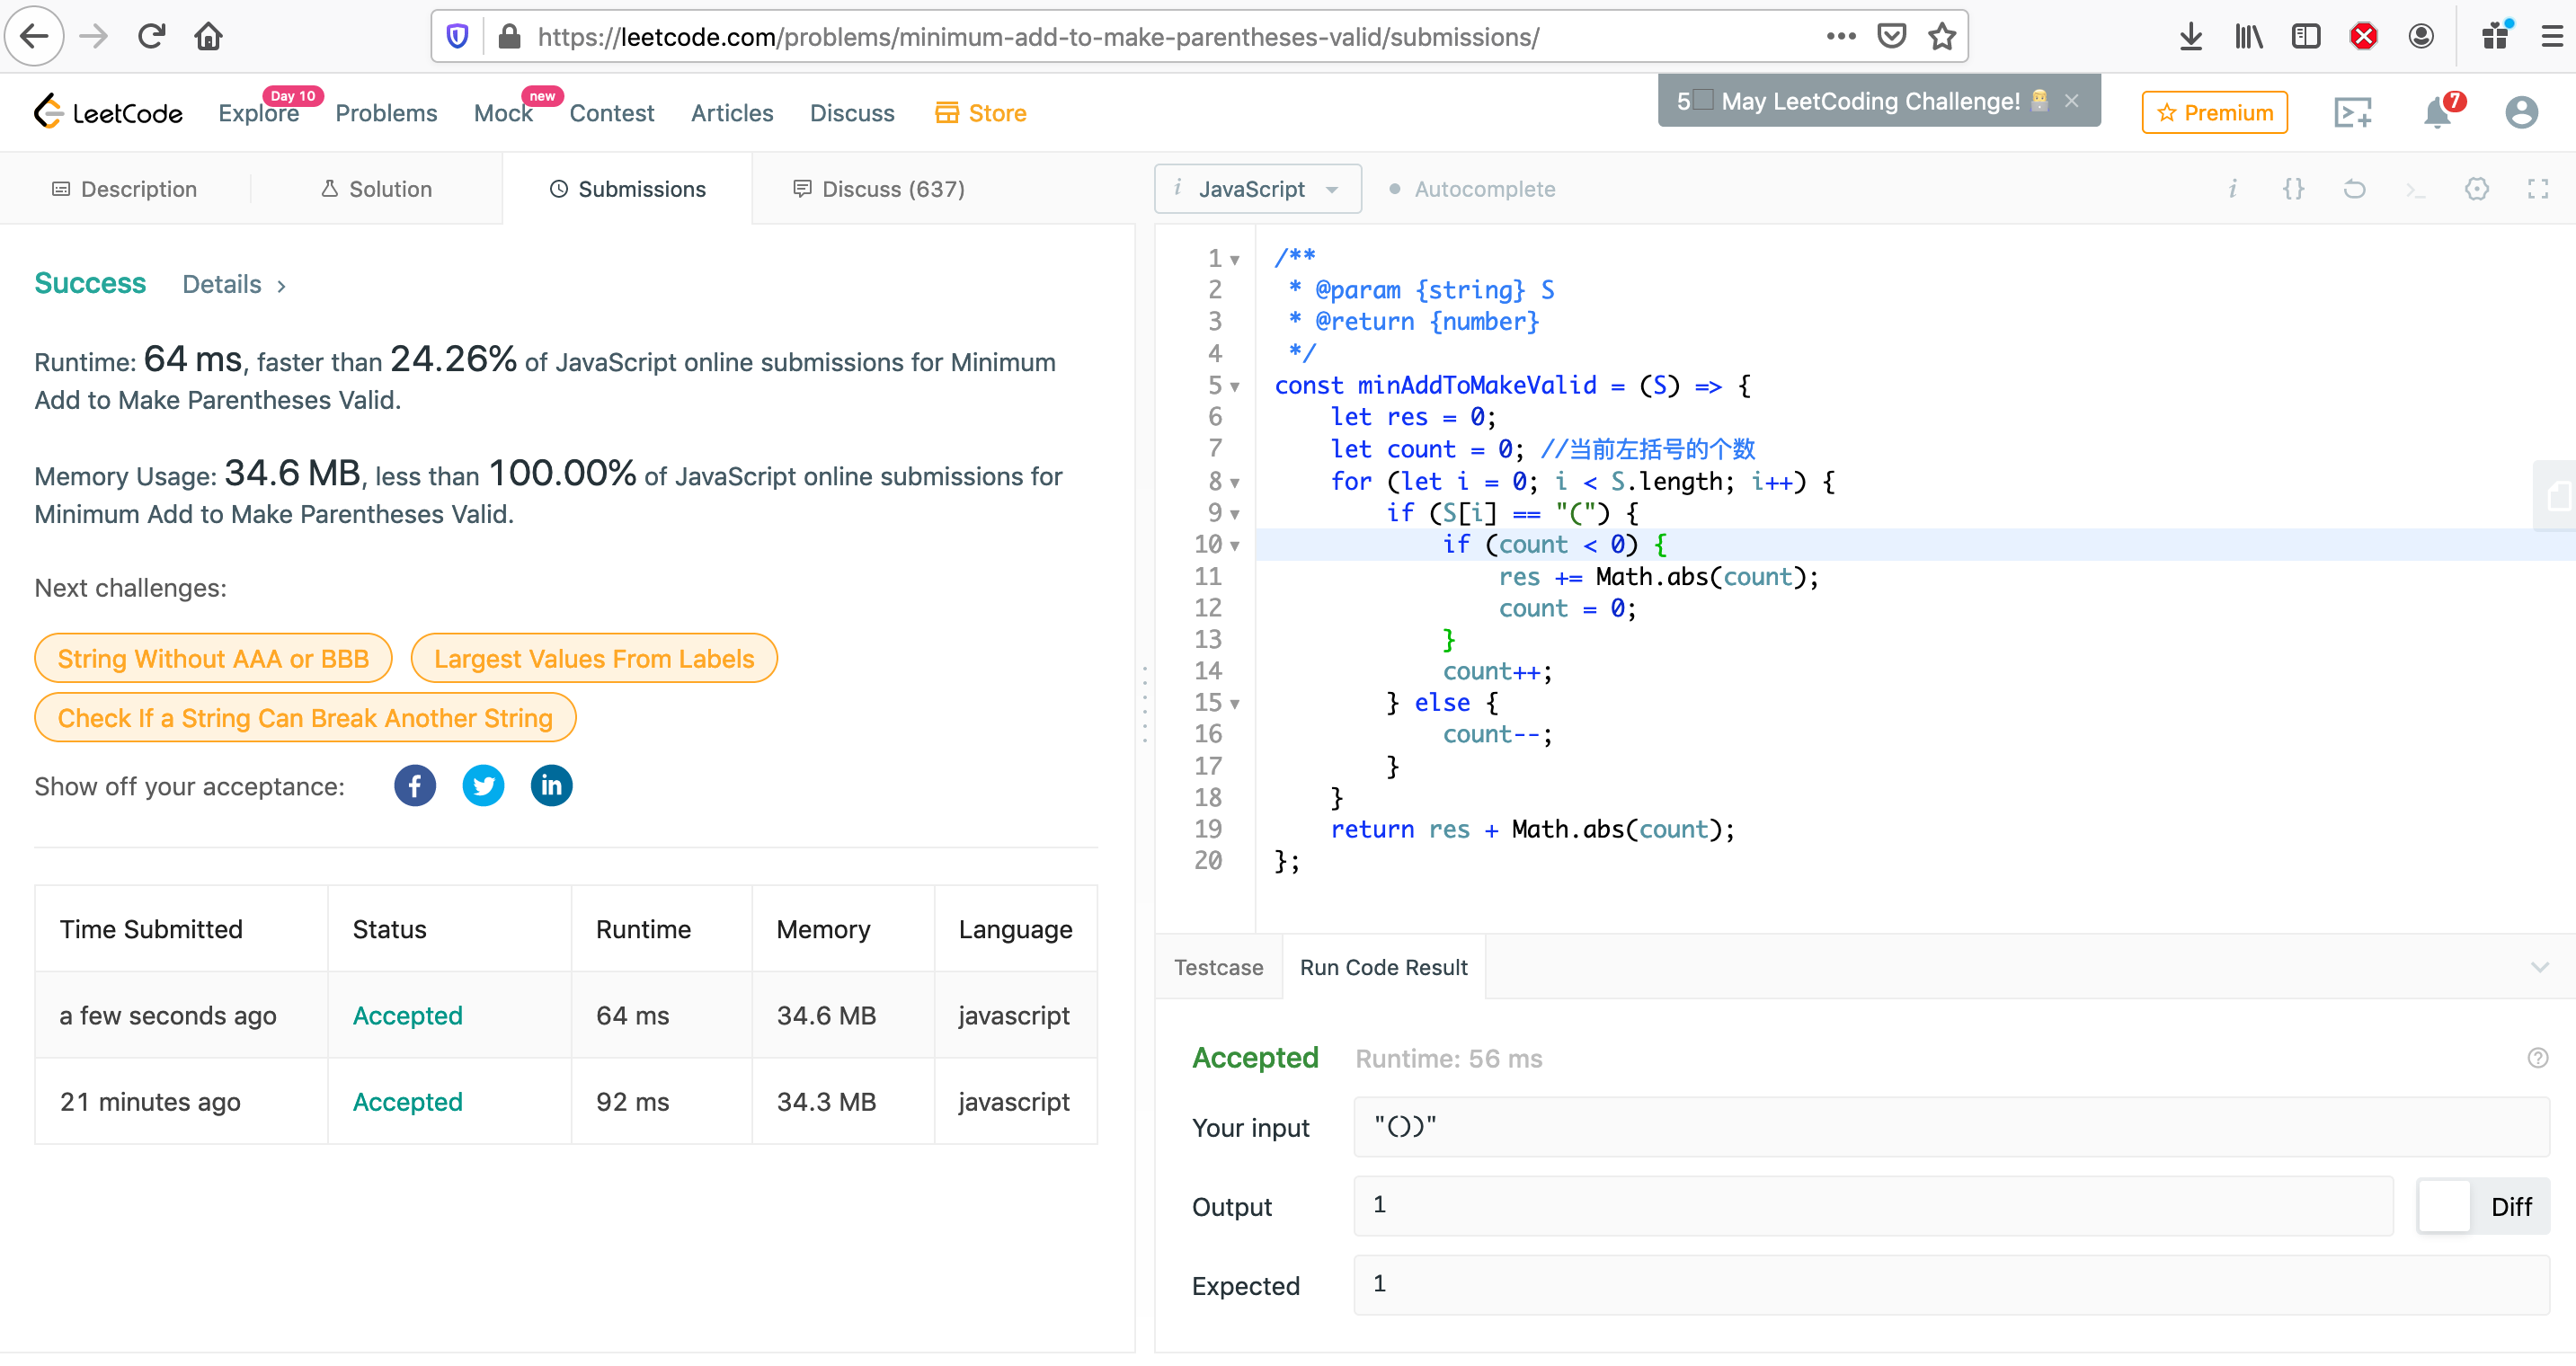 https://leetcode.com/problems/minimum-add-to-make-parentheses-valid/submissions/
LeetCode
Explore
Day 10
Problems
Mock
new
Contest
Articles
Discuss
Store
5 May LeetCoding Challenge!
Premium
7
Description
Solution
Submissions
Discuss (637)
Success
Details >
Runtime: 64 ms, faster than 24.26% of JavaScript online submissions for Minimum
Add to Make Parentheses Valid.
Memory Usage: 34.6 MB, less than 100.00% of JavaScript online submissions for
Minimum Add to Make Parentheses Valid.
Next challenges:
String Without AAA or BBB
Largest Values From Labels
Check If a String Can Break Another String
Show off your acceptance:
Time Submitted Status Runtime Memory Language
a few seconds ago Accepted 64 ms 34.6 MB javascript
21 minutes ago Accepted 92 ms 34.3 MB javascript
i JavaScript
Autocomplete
1 /**
2 * @param {string} S
3 * @return {number}
4 */
5 const minAddToMakeValid = (S) => {
6 let res = 0;
7 let count = 0; //当前左括号的个数
8 for (let i = 0; i < S.length; i++) {
9 if (S[i] == "(") {
10 if (count < 0) {
11 res += Math.abs(count);
12 count = 0;
13 }
14 count++;
15 } else {
16 count--;
17 }
18 }
19 return res + Math.abs(count);
20 };
Testcase
Run Code Result
Accepted Runtime: 56 ms
Your input "())"
Output 1
Diff
Expected 1